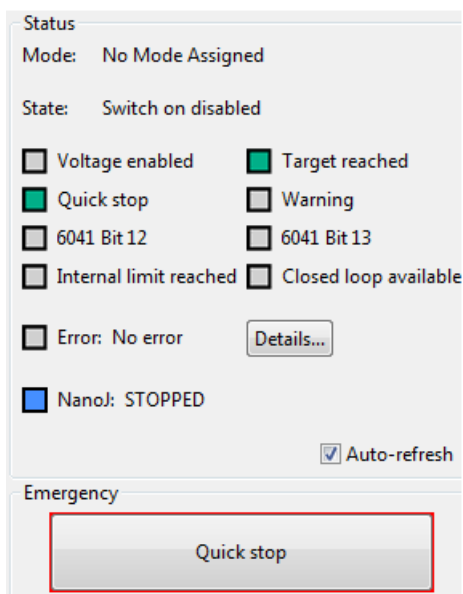 Status
Mode: No Mode Assigned
State: Switch on disabled
Voltage enabled Target reached
Quick stop Warning
6041 Bit 12 6041 Bit 13
Internal limit reached Closed loop available
Error: No error Details...
NanoJ: STOPPED
Auto-refresh
Emergency
Quick stop